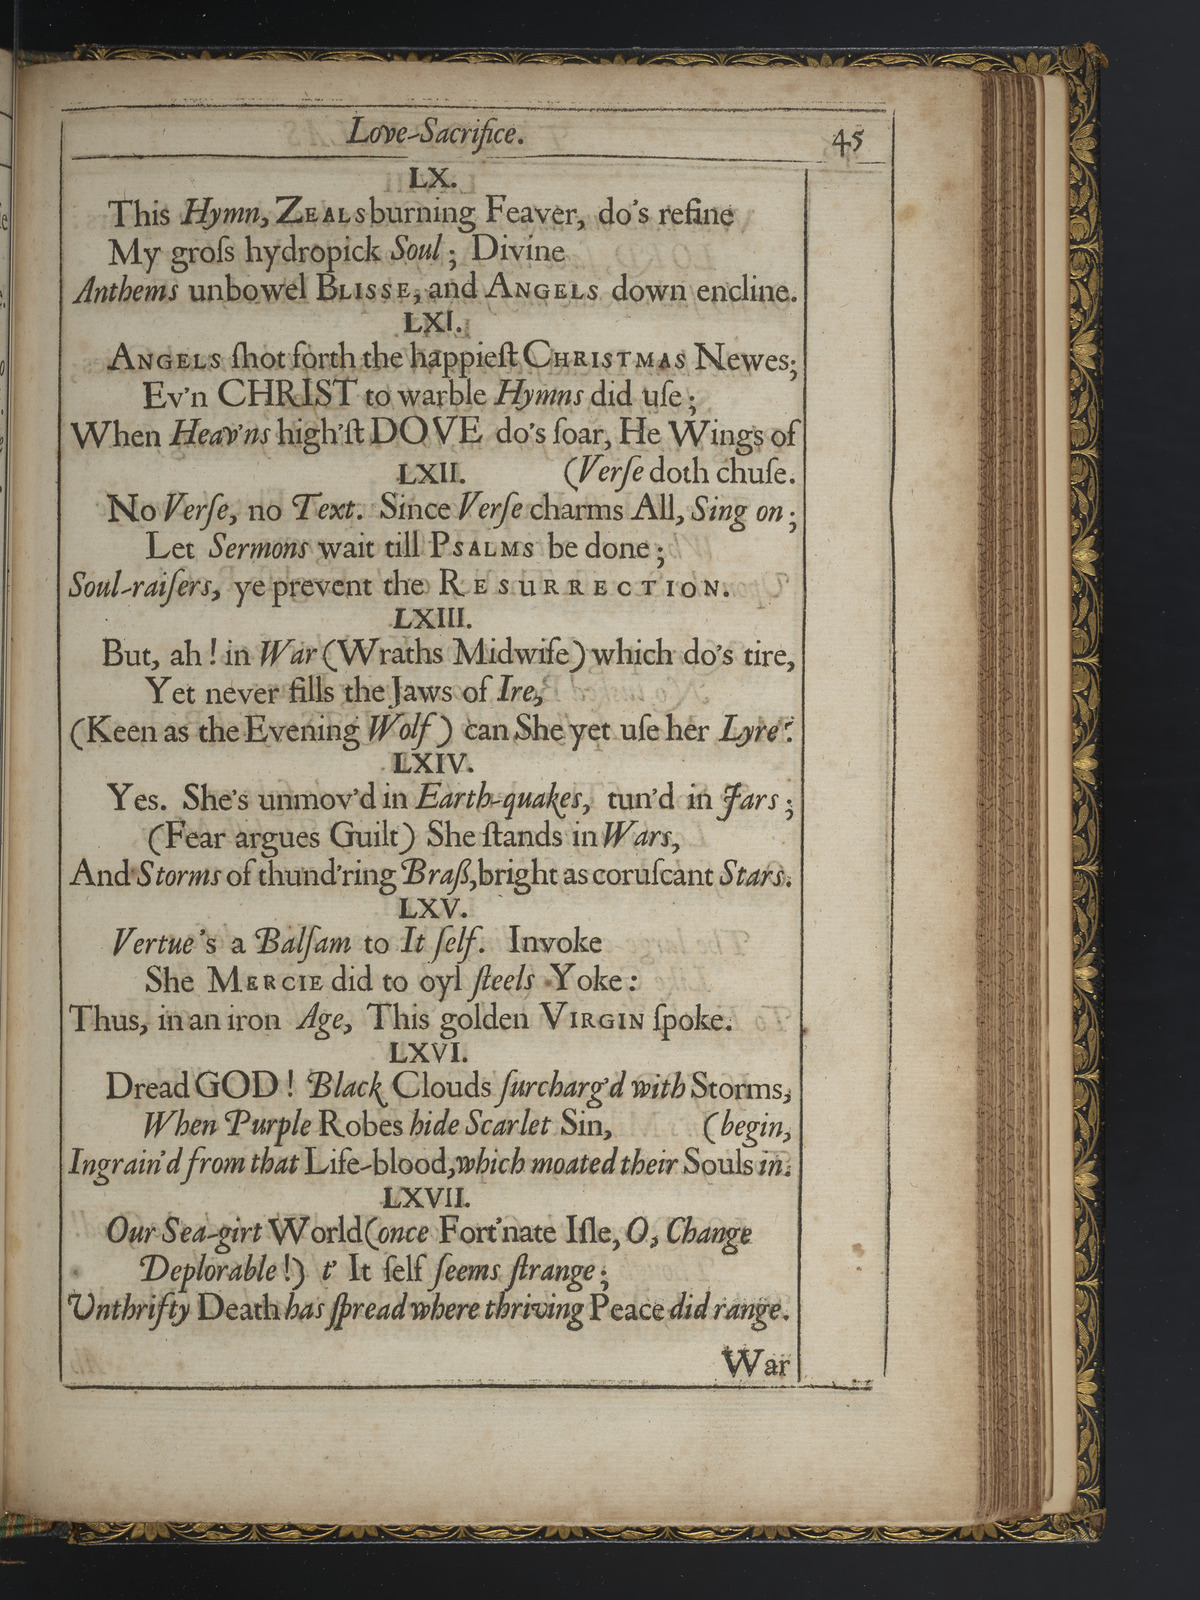 Love-Sacrifice.
45
LX.
This Hymn, ZEALS burning Feaver, do's refine
My groſs hydropick Soul; Divine
Anthems unbowel BLISSE, and ANGELS down encline.
LXI.
ANGELS ſhot forth the happieſt CHRISTMAS Newes;
Ev'n CHRIST to warble Hymns did uſe;
When Heav'ns high'ſt DOVE do's ſoar, He Wings of
LXII. (Verſe doth chuſe.
No Verſe, no Text. Since Verſe charms All, Sing on;
Let Sermons wait till PSALMS be done;
Soul-raiſers, ye prevent the RESURRECTION.
LXIII.
But, ah! in War (Wraths Midwife) which do's tire,
Yet never fills the Jaws of Ire,
(Keen as the Evening Wolf) can She yet uſe her Lyre?
LXIV.
Yes. She's unmov'd in Earth-quakes, tun'd in Jars;
(Fear argues Guilt) She ſtands in Wars,
And Storms of thund'ring Braß, bright as coruſcant Stars.
LXV.
Vertue's a Balſam to It ſelf. Invoke
She MERCIE did to oyl ſteels Yoke:
Thus, in an iron Age, This golden VIRGIN ſpoke.
LXVI.
Dread GOD! Black Clouds ſurcharg'd with Storms,
When Purple Robes hide Scarlet Sin, (begin,
Ingrain'd from that Life-blood, which moated their Souls in.
LXVII.
Our Sea-girt World (once Fort'nate Iſle, O, Change
Deplorable!) t' It ſelf ſeems ſtrange;
Unthrifty Death has ſpread where thriving Peace did range.
War